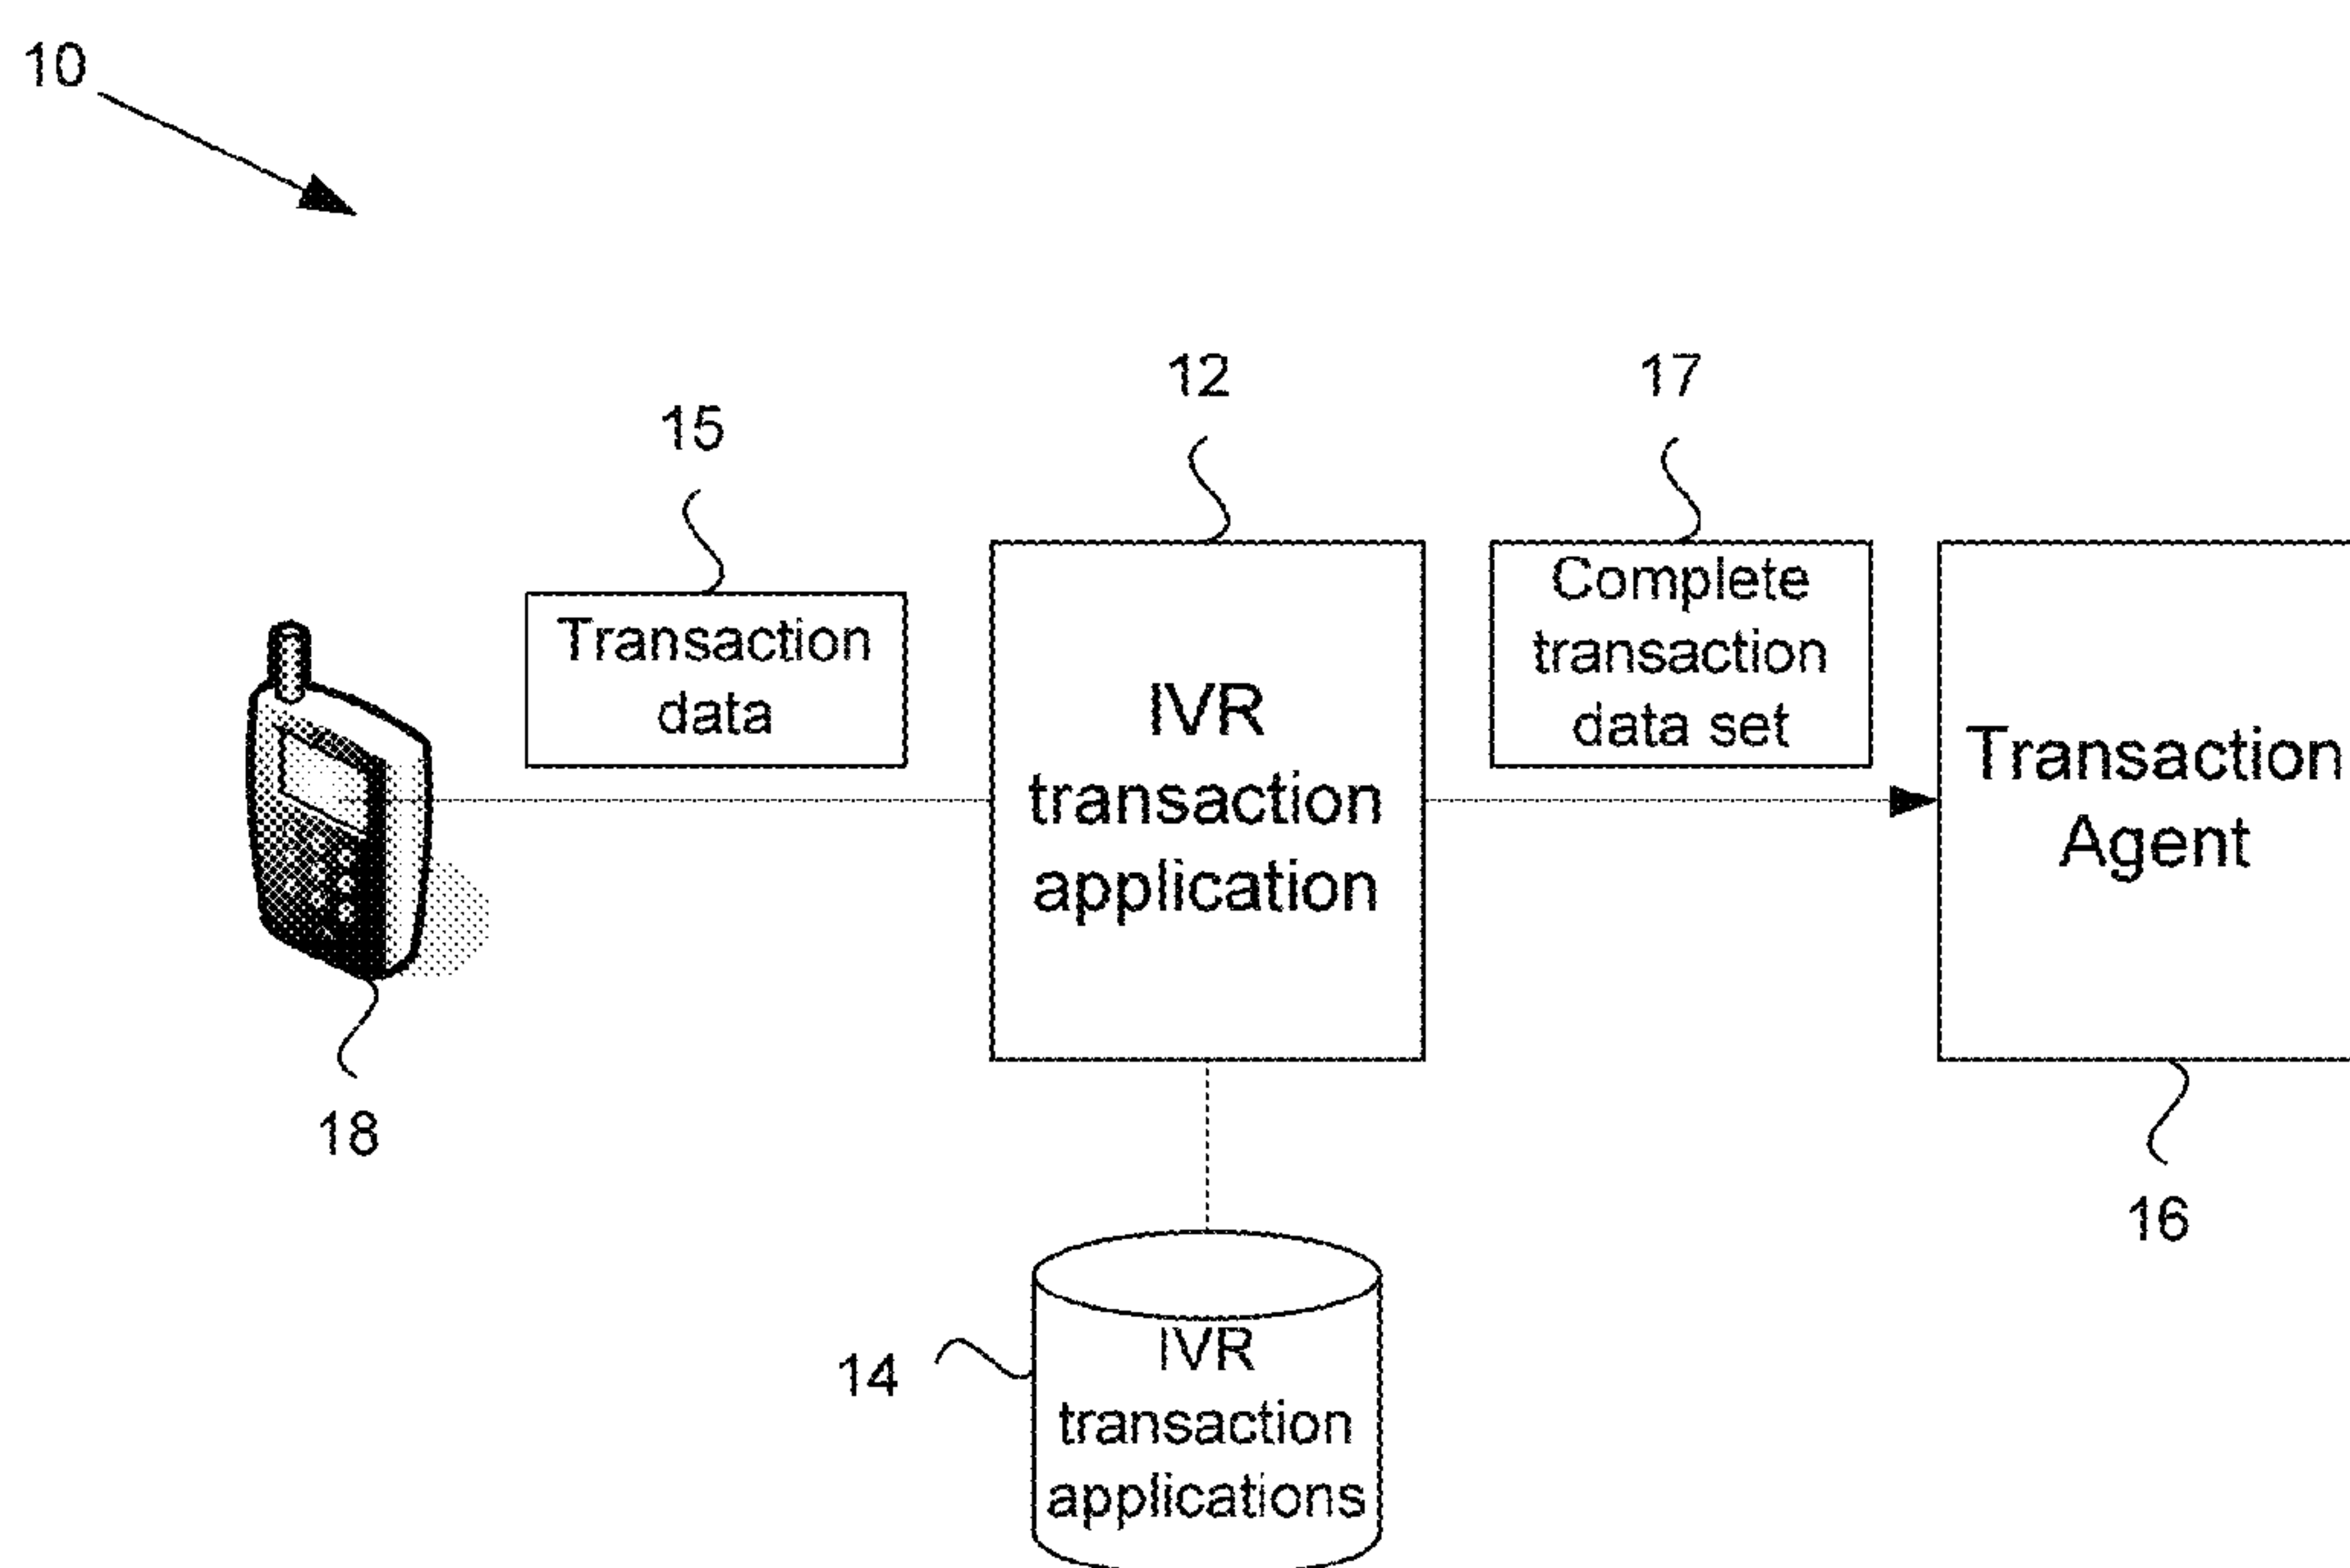 10
12
17
15
Transaction
data
IVR
transaction
application
Complete
transaction
data set
Transaction
Agent
18
16
14
IVR
transaction
applications